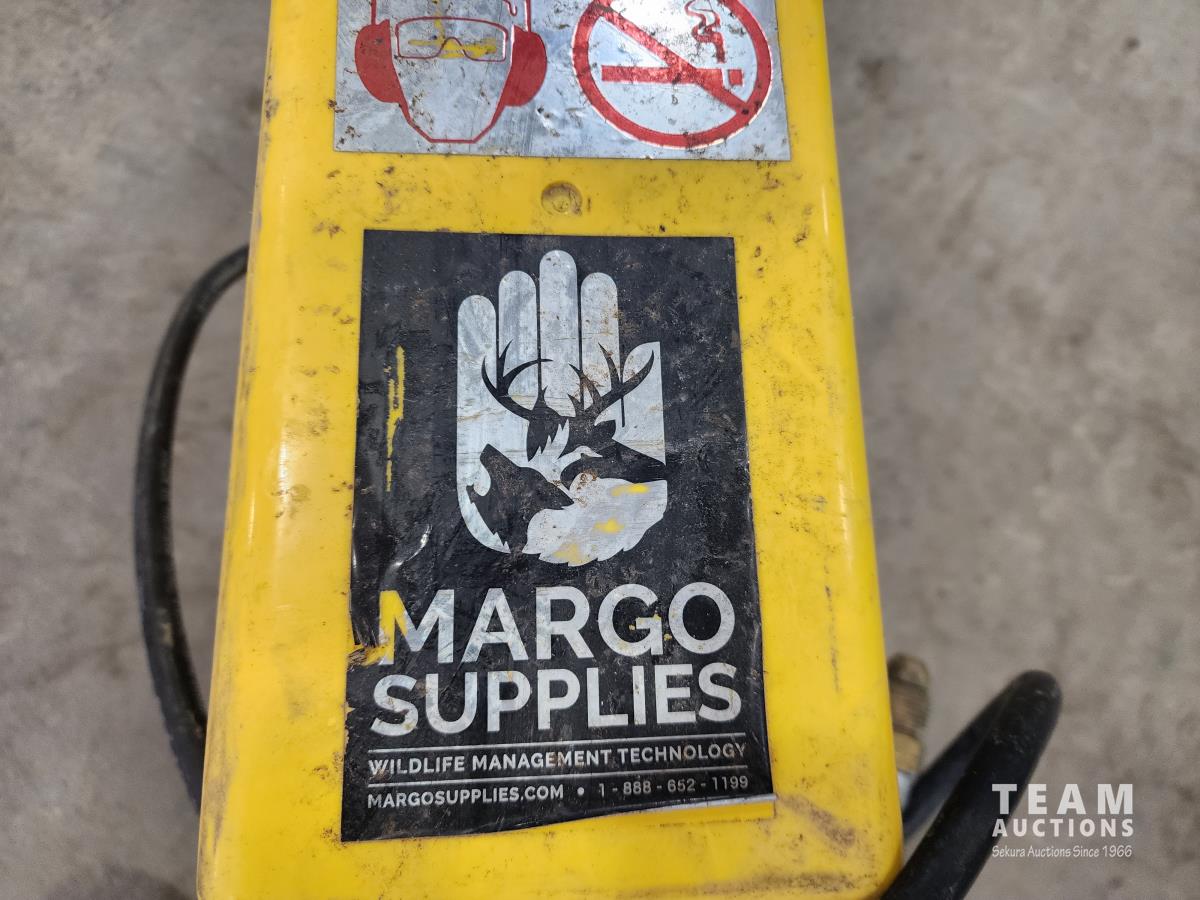 MARGO
SUPPLIES
WILDLIFE MANAGEMENT TECHNOLOGY
MARGOSUPPLIES.COM • 1 - 888 - 652 - 1199
TEAM
AUCTIONS
Sekura Auctions Since 1966